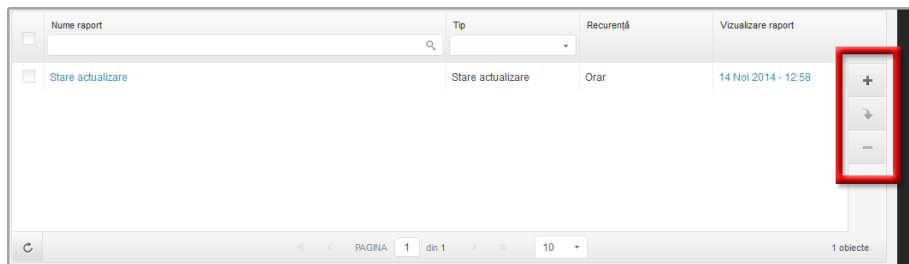 Nume raport Tip Recurență Vizualizare raport
Stare actualizare Stare actualizare Orar 14 Noi 2014 - 12:58
PAGINA 1 din 1 10 1 obiecte